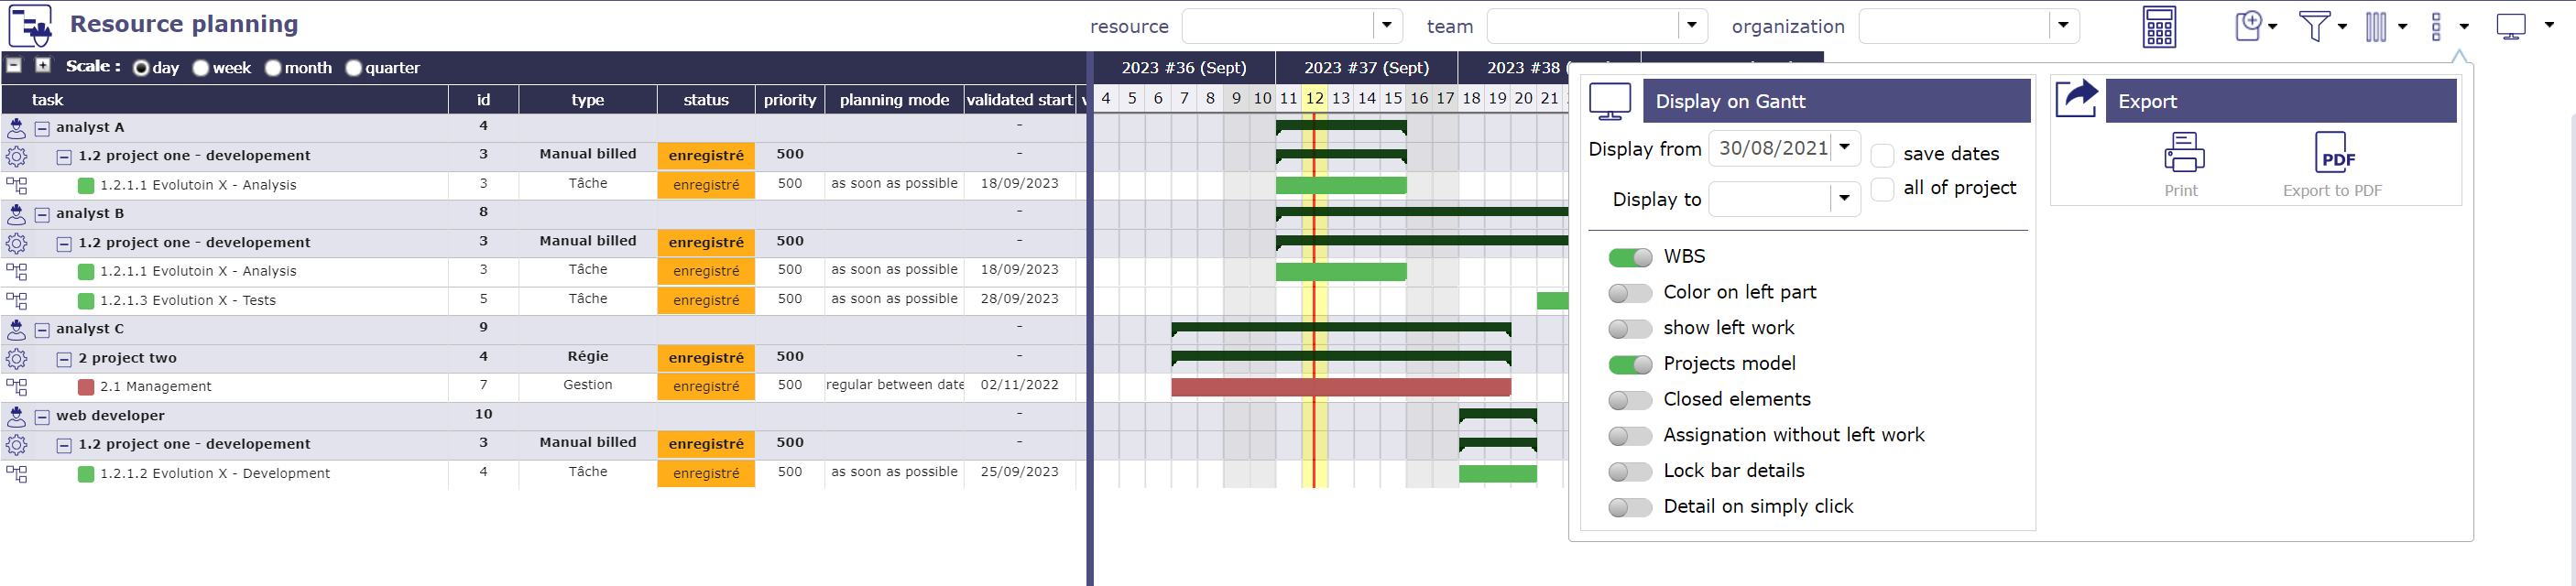 Resource planning resource team organization
Scale : day week month quarter
2023 #36 (Sept) 2023 #37 (Sept) 2023 #38 (
task id type status priority planning mode validated start
4 5 6 7 8 9 10 11 12 13 14 15 16 17 18 19 20 21
analyst A 4 -
1.2 project one - developement 3 Manual billed enregistré 500 -
1.2.1.1 Evolutoin X - Analysis 3 Tâche enregistré 500 as soon as possible 18/09/2023
analyst B 8 -
1.2 project one - developement 3 Manual billed enregistré 500 -
1.2.1.1 Evolutoin X - Analysis 3 Tâche enregistré 500 as soon as possible 18/09/2023
1.2.1.3 Evolution X - Tests 5 Tâche enregistré 500 as soon as possible 28/09/2023
analyst C 9 -
2 project two 4 Régie enregistré 500 -
2.1 Management 7 Gestion enregistré 500 regular between date 02/11/2022
web developer 10 -
1.2 project one - developement 3 Manual billed enregistré 500 -
1.2.1.2 Evolution X - Development 4 Tâche enregistré 500 as soon as possible 25/09/2023
Display on Gantt
Display from 30/08/2021 save dates
Display to all of project
WBS
Color on left part
show left work
Projects model
Closed elements
Assignation without left work
Lock bar details
Detail on simply click
Export
PDF
Print Export to PDF